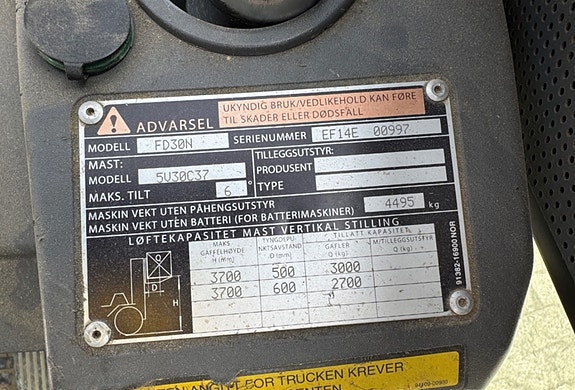 ADVARSEL
UKYNDIG BRUK/VEDLIKEHOLD KAN FØRE
TIL SKADER ELLER DØDSFALL
MODELL FD30N SERIENUMMER EF14E 00997
MAST:
MODELL 5V30C37
MAKS. TILT 6°
TILLEGGSUTSTYR:
PRODUSENT
TYPE
MASKIN VEKT UTEN PÅHENGSUTSTYR
MASKIN VEKT UTEN BATTERI (FOR BATTERIMASKINER)
4495 kg
LØFTEKAPASITET MAST VERTIKAL STILLING
MAKS. GAFFELHØYDE H (mm)
TYNGDEPUNKTSAVSTAND D (mm)
TILLATT KAPASITET
GAFLER Q (kg)
M/TILLEGGSUTSTYR Q (kg)
3700 500 3000
3700 600 2700
Q
D
H
91382-16900 NOR
FOR TRUCKEN KREVER